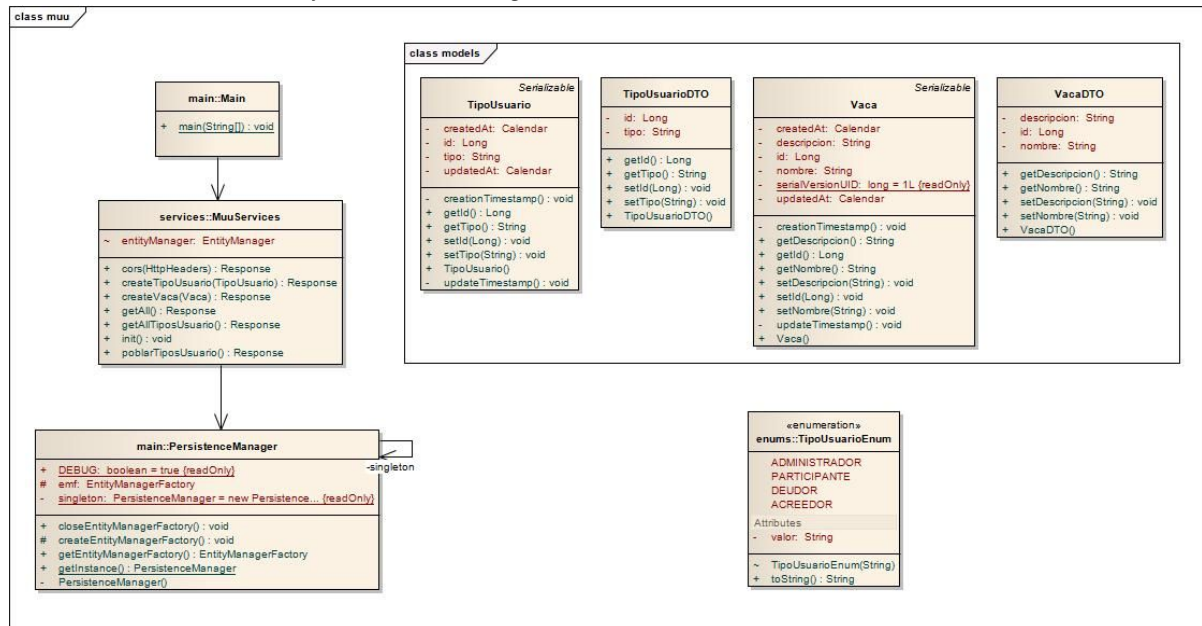 class muu
class models
main::Main
+ main(String[]) : void
services::MuuServices
~ entityManager: EntityManager
+ cors(HttpHeaders) : Response
+ createTipoUsuario(TipoUsuario) : Response
+ createVaca(Vaca) : Response
+ getAll() : Response
+ getAllTiposUsuario() : Response
+ init() : void
+ poblarTiposUsuario() : Response
main::PersistenceManager
+ DEBUG: boolean = true {readOnly}
# emf: EntityManagerFactory
- singleton: PersistenceManager = new Persistence... {readOnly}
+ closeEntityManagerFactory() : void
# createEntityManagerFactory() : void
+ getEntityManagerFactory() : EntityManagerFactory
+ getInstance() : PersistenceManager
- PersistenceManager()
-singleton
Serializable
TipoUsuario
- createdAt: Calendar
- id: Long
- tipo: String
- updatedAt: Calendar
- creationTimestamp() : void
+ getId() : Long
+ getTipo() : String
+ setId(Long) : void
+ setTipo(String) : void
+ TipoUsuario()
- updateTimestamp() : void
TipoUsuarioDTO
- id: Long
- tipo: String
+ getId() : Long
+ getTipo() : String
+ setId(Long) : void
+ setTipo(String) : void
+ TipoUsuarioDTO()
Serializable
Vaca
- createdAt: Calendar
- descripcion: String
- id: Long
- nombre: String
- serialVersionUID: long = 1L {readOnly}
- updatedAt: Calendar
- creationTimestamp() : void
+ getDescripcion() : String
+ getId() : Long
+ getNombre() : String
+ setDescripcion(String) : void
+ setId(Long) : void
+ setNombre(String) : void
- updateTimestamp() : void
+ Vaca()
VacaDTO
- descripcion: String
- id: Long
- nombre: String
+ getDescripcion() : String
+ getNombre() : String
+ setDescripcion(String) : void
+ setNombre(String) : void
+ VacaDTO()
«enumeration»
enums::TipoUsuarioEnum
ADMINISTRADOR
PARTICIPANTE
DEUDOR
ACREEDOR
Attributes
- valor: String
~ TipoUsuarioEnum(String)
+ toString() : String